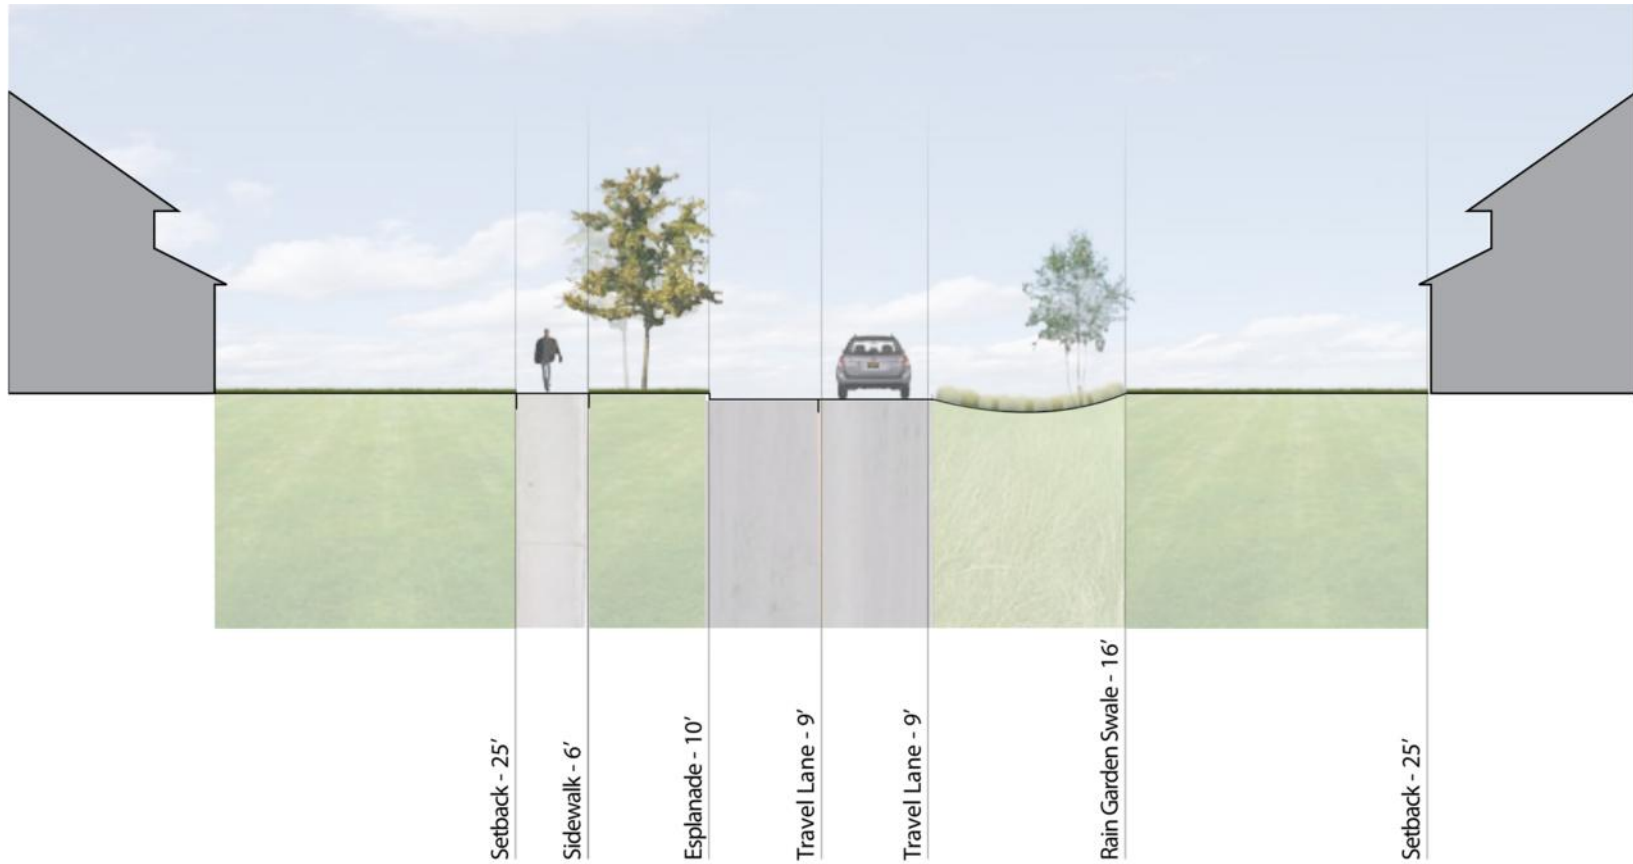 Setback - 25’
Sidewalk - 6’
Esplanade - 10’
Travel Lane - 9’
Travel Lane - 9’
Rain Garden Swale - 16’
Setback - 25’